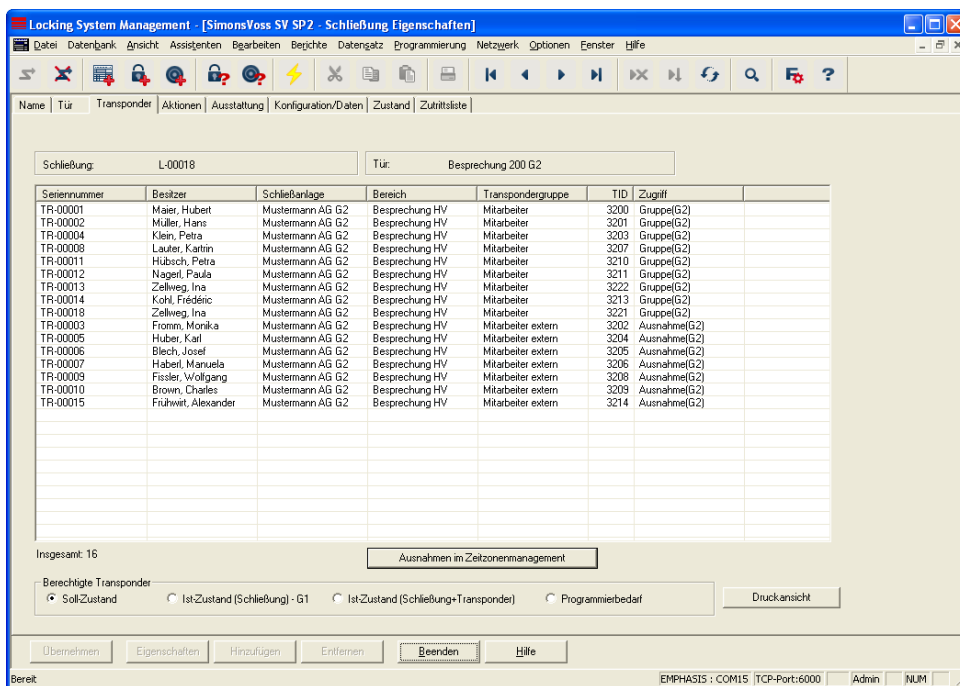 Locking System Management - [SimonsVoss SV SP2 - Schließung Eigenschaften]
Datei Datenbank Ansicht Assistenten Bearbeiten Berichte Datensatz Programmierung Netzwerk Optionen Fenster Hilfe
Name Tür Transponder Aktionen Ausstattung Konfiguration/Daten Zustand Zutrittsliste
Schließung: L-00018 Tür: Besprechung 200 G2
Seriennummer Besitzer Schließanlage Bereich Transpondergruppe TID Zugriff
TR-00001 Maier, Hubert Mustermann AG G2 Besprechung HV Mitarbeiter 3200 Gruppe(G2)
TR-00002 Müller, Hans Mustermann AG G2 Besprechung HV Mitarbeiter 3201 Gruppe(G2)
TR-00004 Klein, Petra Mustermann AG G2 Besprechung HV Mitarbeiter 3203 Gruppe(G2)
TR-00008 Lauter, Kartrin Mustermann AG G2 Besprechung HV Mitarbeiter 3207 Gruppe(G2)
TR-00011 Hübsch, Petra Mustermann AG G2 Besprechung HV Mitarbeiter 3210 Gruppe(G2)
TR-00012 Nagerl, Paula Mustermann AG G2 Besprechung HV Mitarbeiter 3211 Gruppe(G2)
TR-00013 Zellweg, Ina Mustermann AG G2 Besprechung HV Mitarbeiter 3222 Gruppe(G2)
TR-00014 Kohl, Frédéric Mustermann AG G2 Besprechung HV Mitarbeiter 3213 Gruppe(G2)
TR-00018 Zellweg, Ina Mustermann AG G2 Besprechung HV Mitarbeiter 3221 Gruppe(G2)
TR-00003 Fromm, Monika Mustermann AG G2 Besprechung HV Mitarbeiter extern 3202 Ausnahme(G2)
TR-00005 Huber, Karl Mustermann AG G2 Besprechung HV Mitarbeiter extern 3204 Ausnahme(G2)
TR-00006 Blech, Josef Mustermann AG G2 Besprechung HV Mitarbeiter extern 3205 Ausnahme(G2)
TR-00007 Haberl, Manuela Mustermann AG G2 Besprechung HV Mitarbeiter extern 3206 Ausnahme(G2)
TR-00009 Fissler, Wolfgang Mustermann AG G2 Besprechung HV Mitarbeiter extern 3208 Ausnahme(G2)
TR-00010 Brown, Charles Mustermann AG G2 Besprechung HV Mitarbeiter extern 3209 Ausnahme(G2)
TR-00015 Frühwirt, Alexander Mustermann AG G2 Besprechung HV Mitarbeiter extern 3214 Ausnahme(G2)
Insgesamt: 16
Ausnahmen im Zeitzonenmanagement
Berechtigte Transponder
Soll-Zustand Ist-Zustand (Schließung) - G1 Ist-Zustand (Schließung+Transponder) Programmierbedarf Druckansicht
Übernehmen Eigenschaften Hinzufügen Entfernen Beenden Hilfe
Bereit EMPHASIS : COM15 TCP-Port:6000 Admin NUM